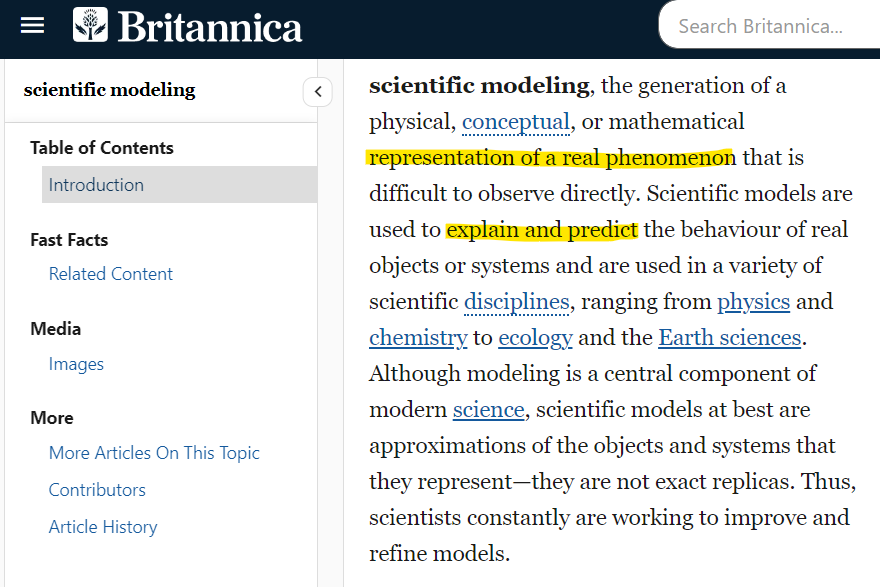 Britannica
Search Britannica...
scientific modeling
Table of Contents
Introduction
Fast Facts
Related Content
Media
Images
More
More Articles On This Topic
Contributors
Article History
scientific modeling, the generation of a
physical, conceptual, or mathematical
representation of a real phenomenon that is
difficult to observe directly. Scientific models are
used to explain and predict the behaviour of real
objects or systems and are used in a variety of
scientific disciplines, ranging from physics and
chemistry to ecology and the Earth sciences.
Although modeling is a central component of
modern science, scientific models at best are
approximations of the objects and systems that
they represent—they are not exact replicas. Thus,
scientists constantly are working to improve and
refine models.